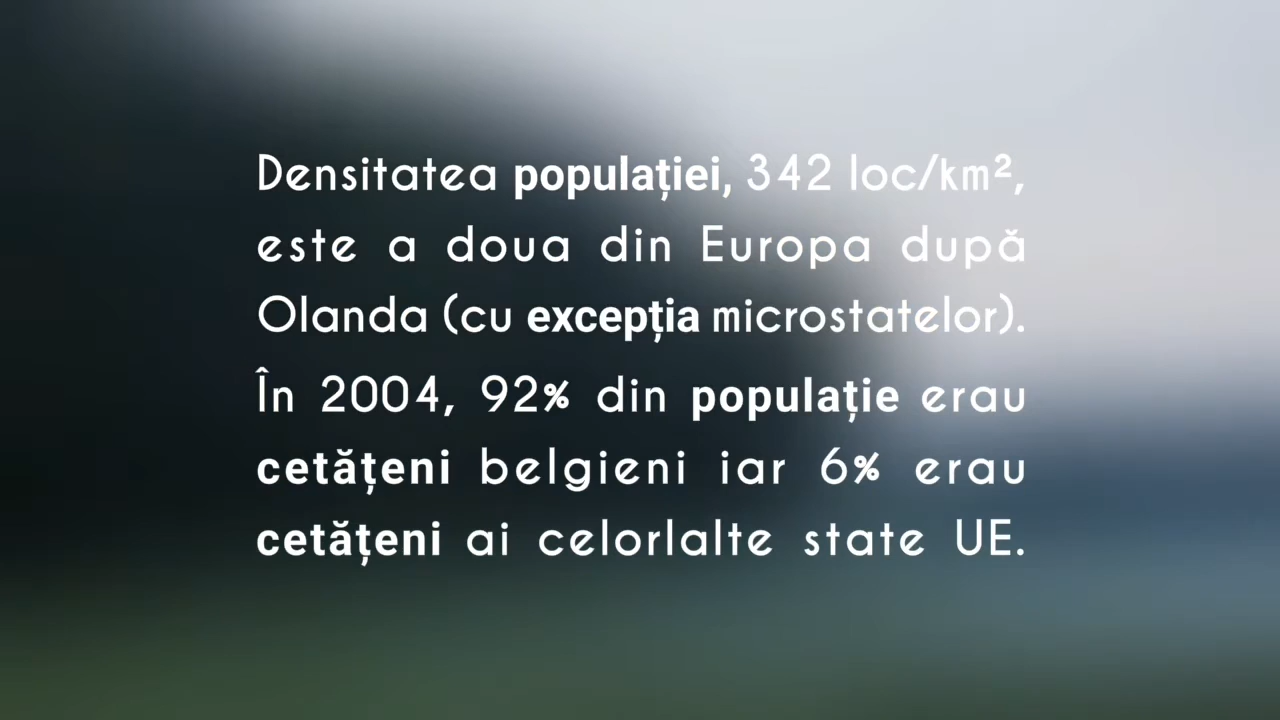 Densitatea populației, 342 loc/km²,
este a doua din Europa după
Olanda (cu excepția microstatelor).
În 2004, 92% din populație erau
cetățeni belgieni iar 6% erau
cetățeni ai celorlalte state UE.